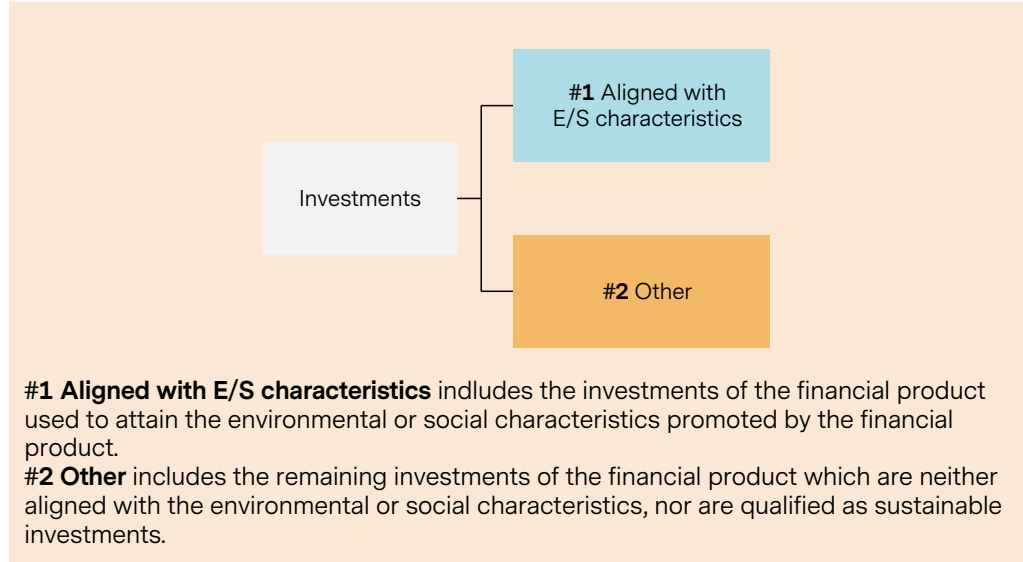 #1 Aligned with
E/S characteristics
Investments
#2 Other
#1 Aligned with E/S characteristics indludes the investments of the financial product
used to attain the environmental or social characteristics promoted by the financial
product.
#2 Other includes the remaining investments of the financial product which are neither
aligned with the environmental or social characteristics, nor are qualified as sustainable
investments.